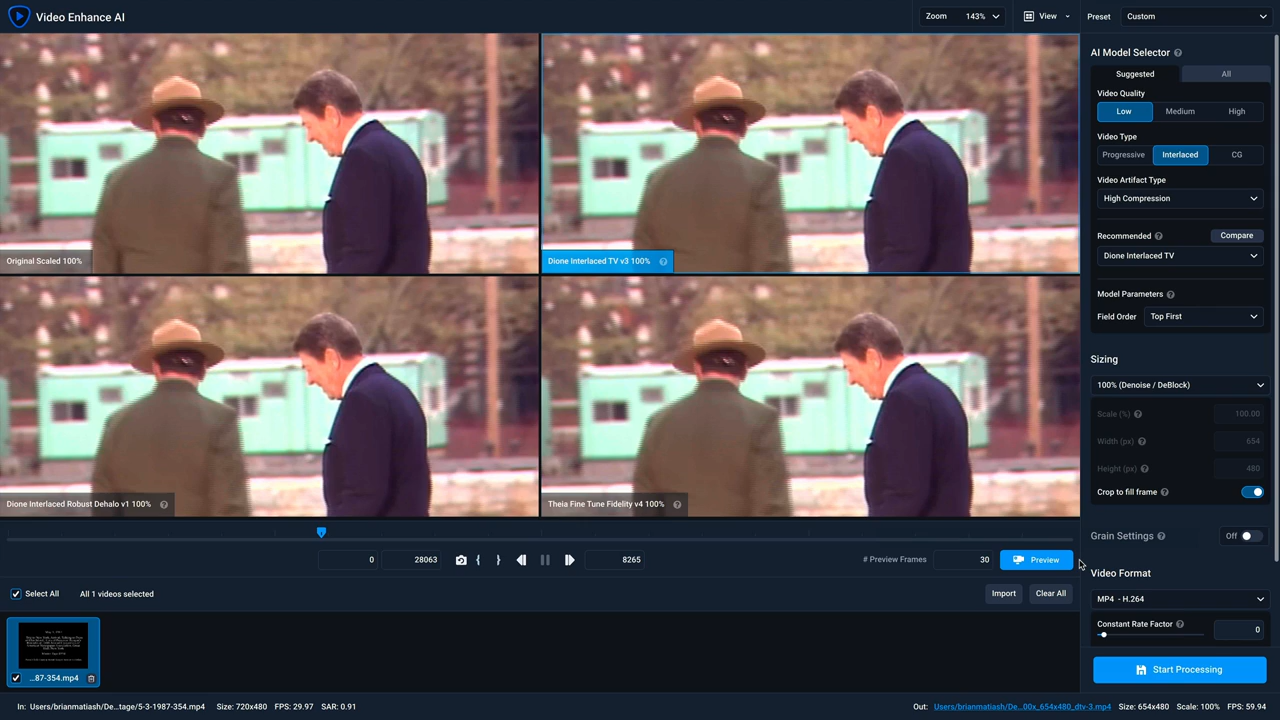 Video Enhance AI
Zoom 143%
View
Preset Custom
Original Scaled 100%
Dione Interlaced TV v3 100%
Dione Interlaced Robust Dehalo v1 100%
Theia Fine Tune Fidelity v4 100%
AI Model Selector
Suggested All
Video Quality
Low Medium High
Video Type
Progressive Interlaced CG
Video Artifact Type
High Compression
Recommended Compare
Dione Interlaced TV
Model Parameters
Field Order Top First
Sizing
100% (Denoise / DeBlock)
Scale (%) 100.00
Width (px) 654
Height (px) 480
Crop to fill frame
Grain Settings Off
Video Format
MP4 - H.264
Constant Rate Factor 0
Start Processing
0 28063 { } 8265 # Preview Frames 30 Preview
Select All All 1 videos selected Import Clear All
...87-354.mp4
In: Users/brianmatiash/De...tage/5-3-1987-354.mp4 Size: 720x480 FPS: 29.97 SAR: 0.91 Out: Users/brianmatiash/De...00x_654x480_dtv-3.mp4 Size: 654x480 Scale: 100% FPS: 59.94